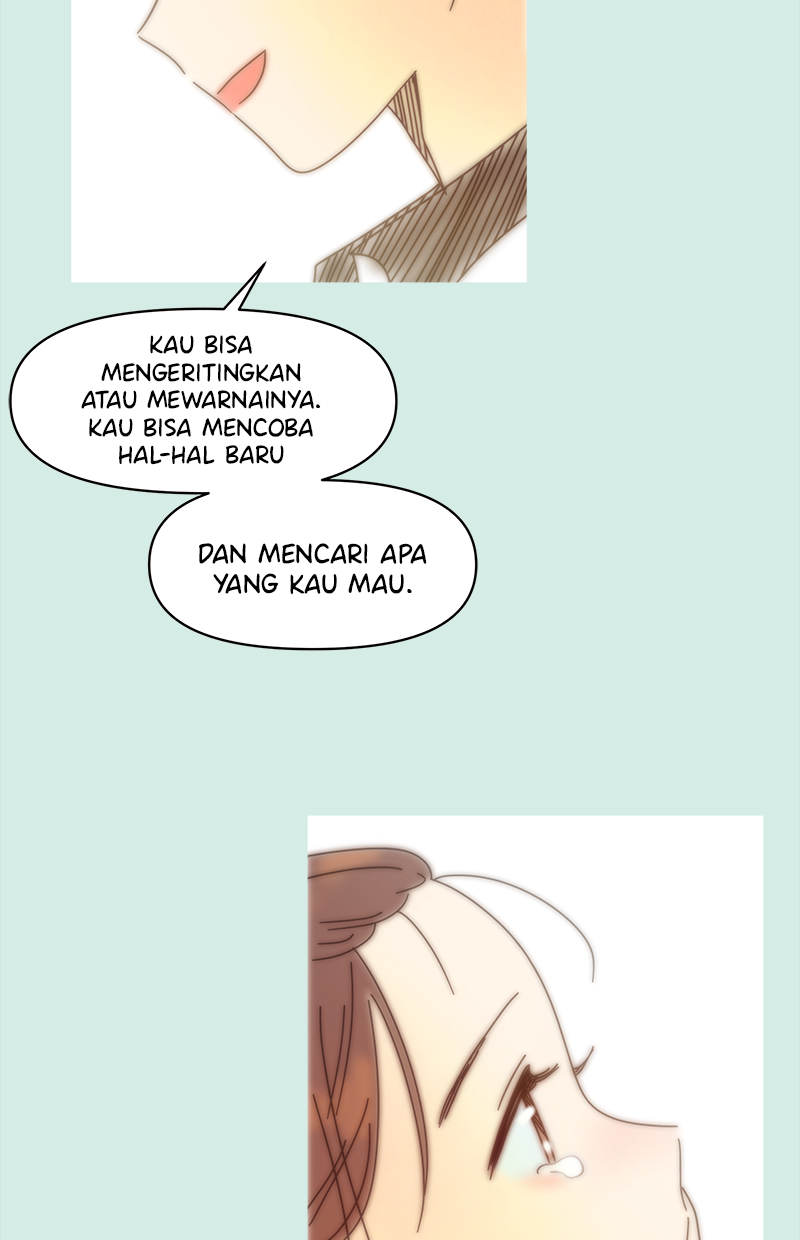 KAU BISA
MENGERITINGKAN
ATAU MEWARNAINYA.
KAU BISA MENCOBA
HAL-HAL BARU
DAN MENCARI APA
YANG KAU MAU.